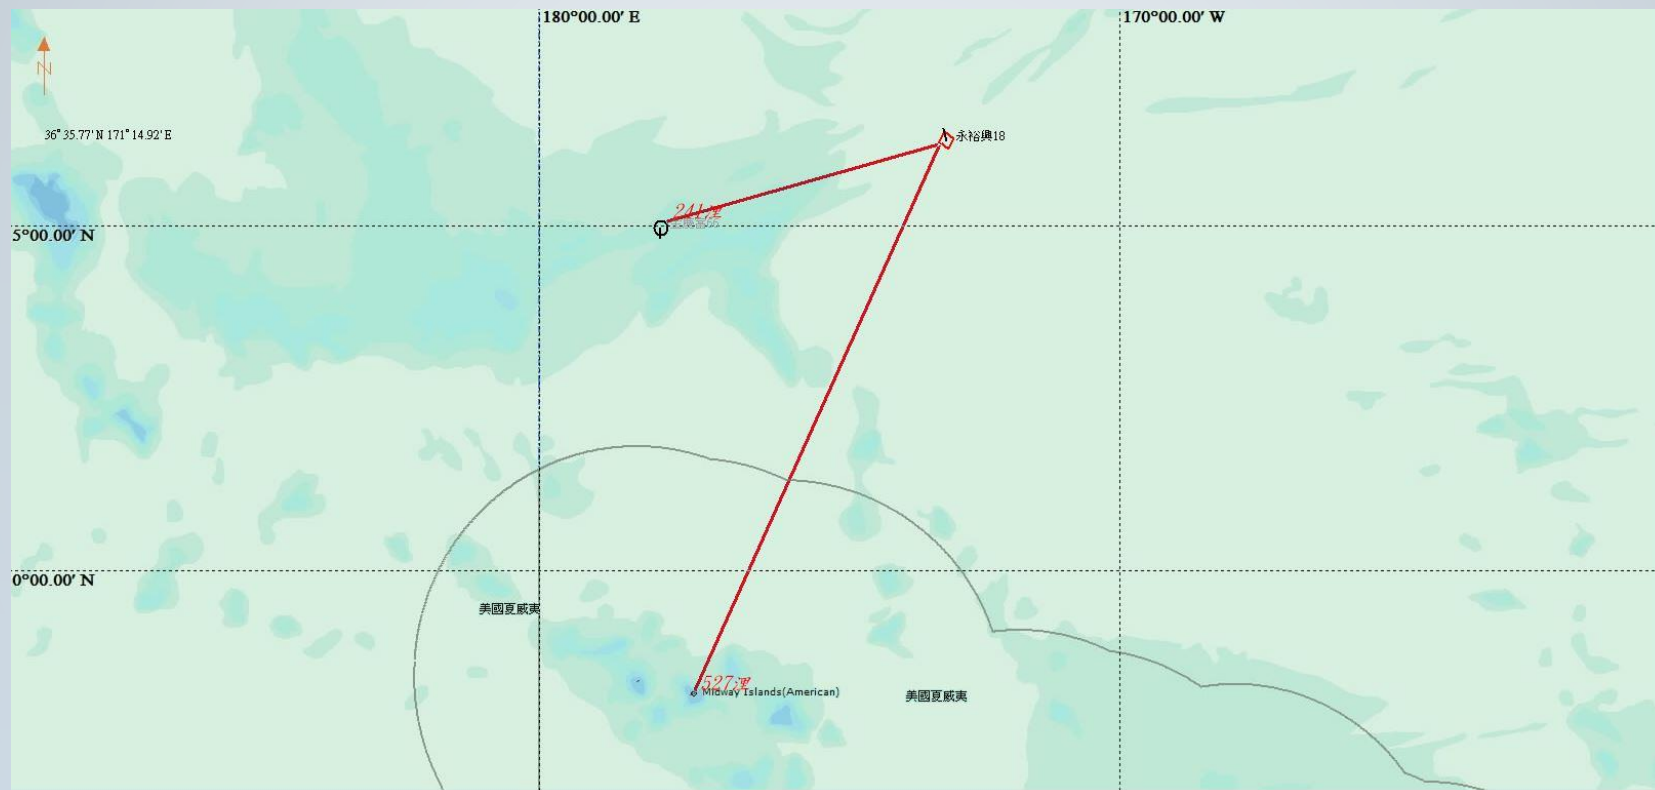 180°00.00' E
170°00.00' W
N
36°35.77'N 171°14.92'E
永裕興18
241浬
5°00.00' N
0°00.00' N
美國夏威夷
527浬
Midway Islands(American)
美國夏威夷